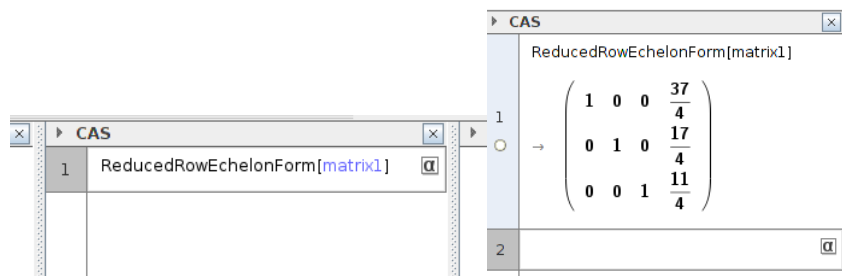 CAS
1 ReducedRowEchelonForm[matrix1] α
CAS
ReducedRowEchelonForm[matrix1]
1 → ( 1 0 0 37/4
0 1 0 17/4
0 0 1 11/4 )
2 α